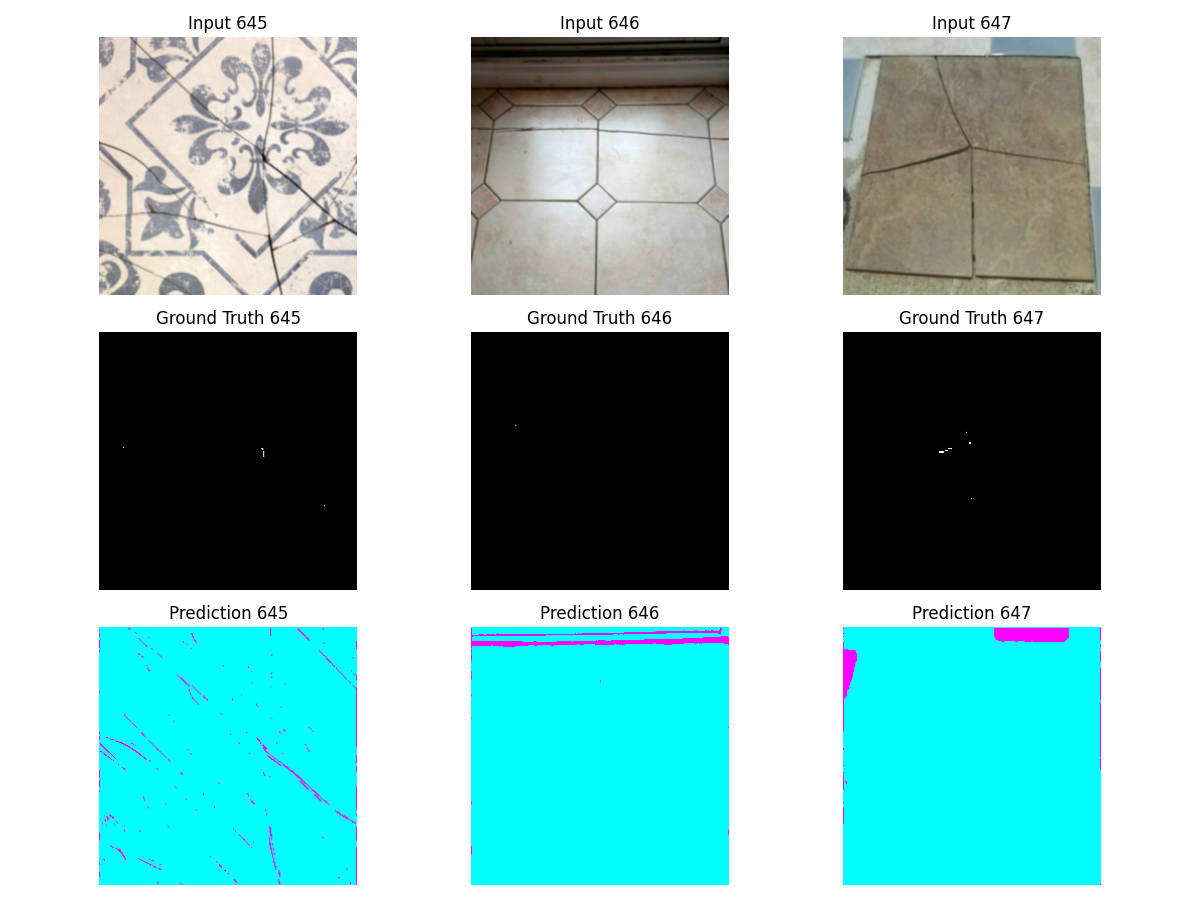 Input 645
Input 646
Input 647
Ground Truth 645
Ground Truth 646
Ground Truth 647
Prediction 645
Prediction 646
Prediction 647